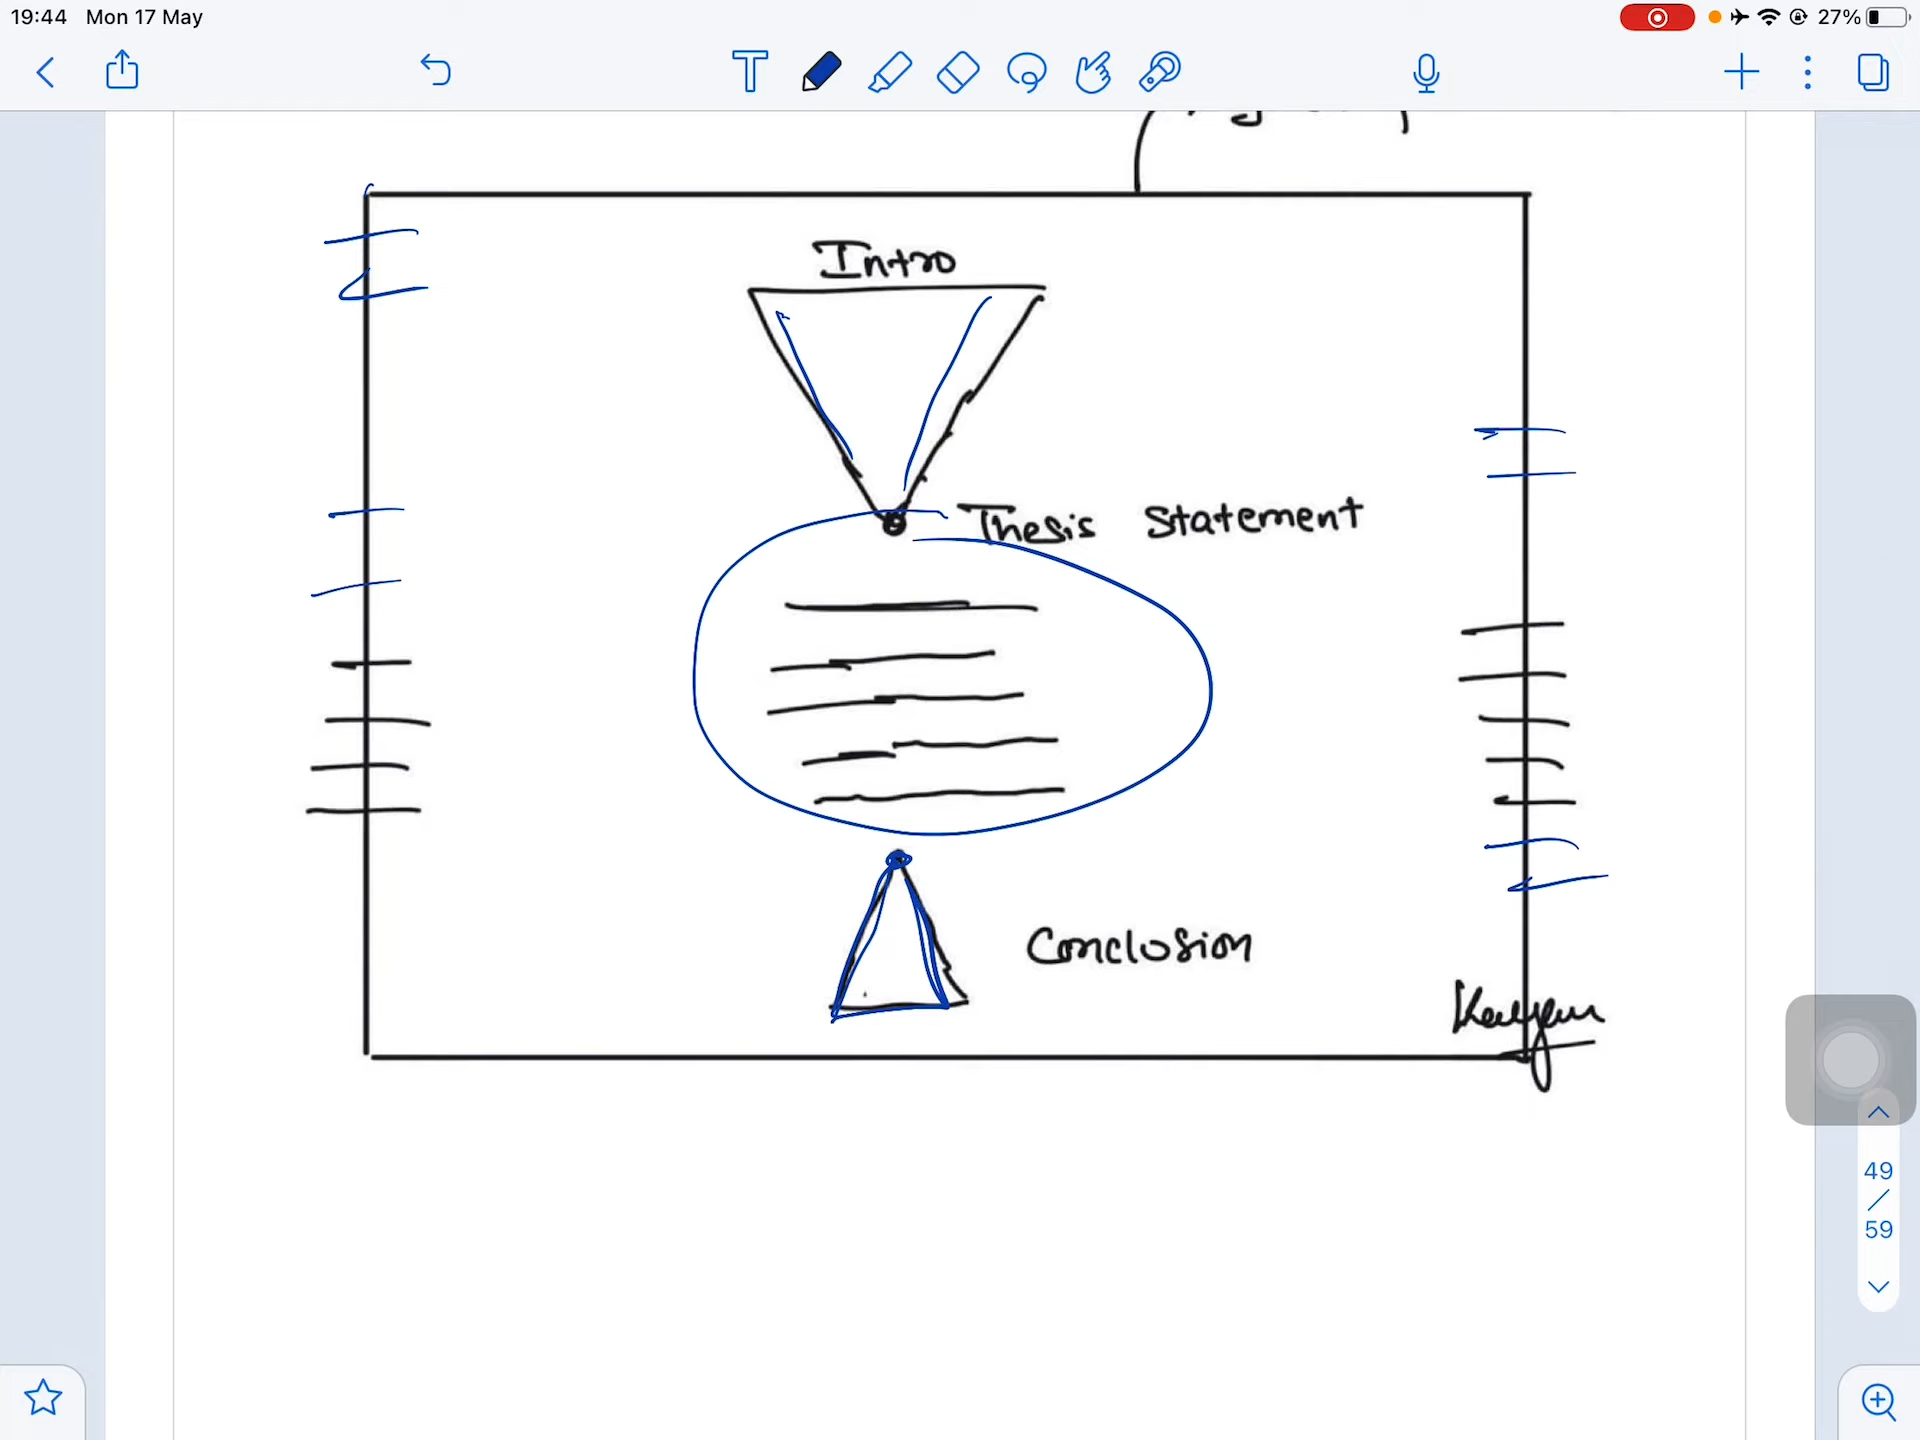 19:44 Mon 17 May 27%
T
Intro
Thesis Statement
Conclusion
49
/
59